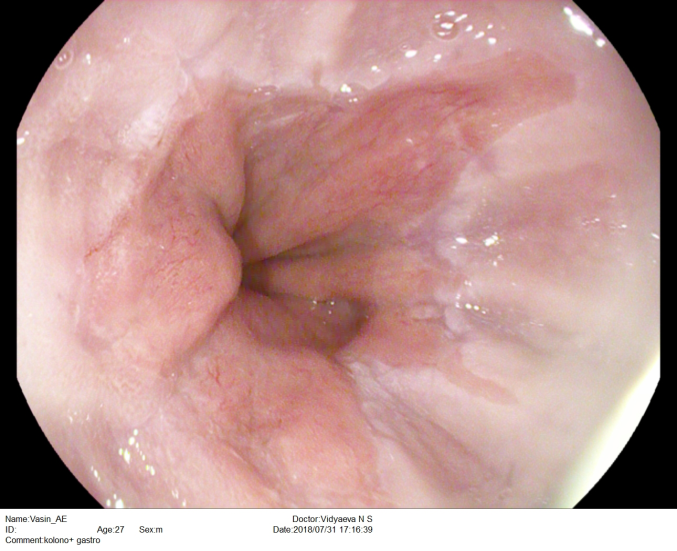 Name:Vasin_AE Doctor:Vidyaeva N S
ID: Age:27 Sex:m Date:2018/07/31 17:16:39
Comment:kolono+ gastro